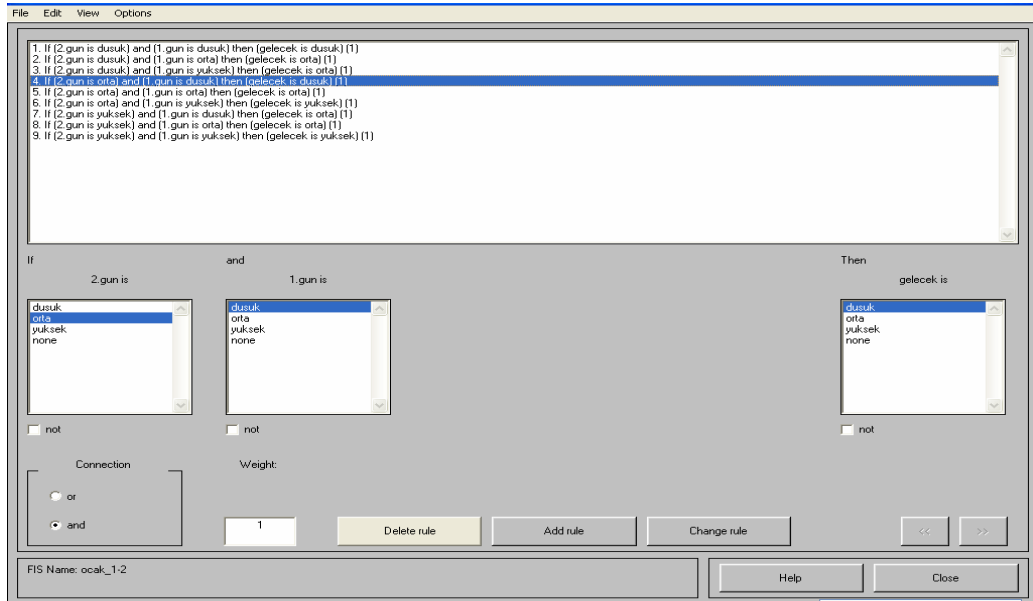 File Edit View Options
1. If (2.gun is dusuk) and (1.gun is dusuk) then (gelecek is dusuk) (1)
2. If (2.gun is dusuk) and (1.gun is orta) then (gelecek is orta) (1)
3. If (2.gun is dusuk) and (1.gun is yuksek) then (gelecek is orta) (1)
4. If (2.gun is orta) and (1.gun is dusuk) then (gelecek is dusuk) (1)
5. If (2.gun is orta) and (1.gun is orta) then (gelecek is orta) (1)
6. If (2.gun is orta) and (1.gun is yuksek) then (gelecek is yuksek) (1)
7. If (2.gun is yuksek) and (1.gun is dusuk) then (gelecek is orta) (1)
8. If (2.gun is yuksek) and (1.gun is orta) then (gelecek is orta) (1)
9. If (2.gun is yuksek) and (1.gun is yuksek) then (gelecek is yuksek) (1)
If
2.gun is
dusuk
orta
yuksek
none
not
and
1.gun is
dusuk
orta
yuksek
none
not
Then
gelecek is
dusuk
orta
yuksek
none
not
Connection
or
and
Weight:
1
Delete rule
Add rule
Change rule
<<
>>
FIS Name: ocak_1-2
Help
Close